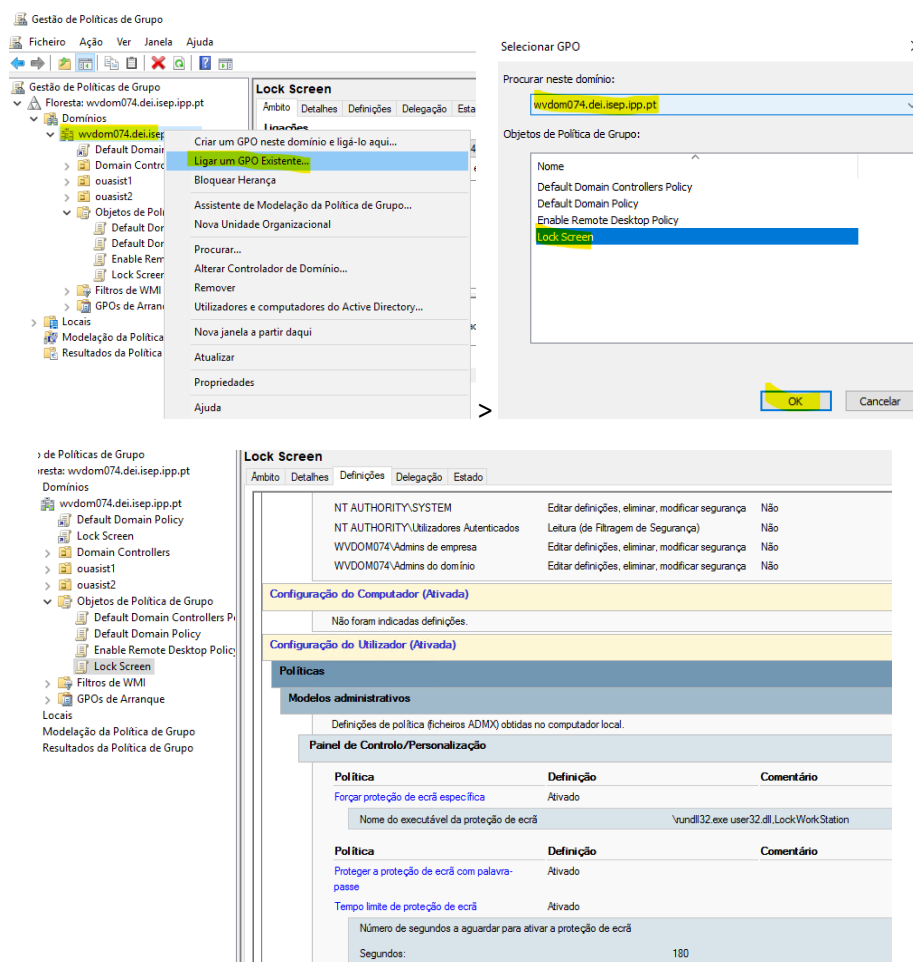 Gestão de Políticas de Grupo
Ficheiro Ação Ver Janela Ajuda
Gestão de Políticas de Grupo
Floresta: wvdom074.dei.isep.ipp.pt
Domínios
wvdom074.dei.isep
Default Domain
Domain Contro
ouasist1
ouasist2
Objetos de Polí
Default Dor
Default Dor
Enable Rem
Lock Screen
Filtros de WMI
GPOs de Arran
Locais
Modelação da Política
Resultados da Política
Lock Screen
Âmbito Detalhes Definições Delegação Esta
Ligações
Criar um GPO neste domínio e ligá-lo aqui...
Ligar um GPO Existente...
Bloquear Herança
Assistente de Modelação da Política de Grupo...
Nova Unidade Organizacional
Procurar...
Alterar Controlador de Domínio...
Remover
Utilizadores e computadores do Active Directory...
Nova janela a partir daqui
Atualizar
Propriedades
Ajuda
>
Selecionar GPO
Procurar neste domínio:
wvdom074.dei.isep.ipp.pt
Objetos de Política de Grupo:
Nome
Default Domain Controllers Policy
Default Domain Policy
Enable Remote Desktop Policy
Lock Screen
OK Cancelar
o de Políticas de Grupo
resta: wvdom074.dei.isep.ipp.pt
Domínios
wvdom074.dei.isep.ipp.pt
Default Domain Policy
Lock Screen
Domain Controllers
ouasist1
ouasist2
Objetos de Política de Grupo
Default Domain Controllers Po
Default Domain Policy
Enable Remote Desktop Policy
Lock Screen
Filtros de WMI
GPOs de Arranque
Locais
Modelação da Política de Grupo
Resultados da Política de Grupo
Lock Screen
Âmbito Detalhes Definições Delegação Estado
NT AUTHORITY\SYSTEM Editar definições, eliminar, modificar segurança Não
NT AUTHORITY\Utilizadores Autenticados Leitura (de Filtragem de Segurança) Não
WVDOM074\Admins de empresa Editar definições, eliminar, modificar segurança Não
WVDOM074\Admins do domínio Editar definições, eliminar, modificar segurança Não
Configuração do Computador (Ativada)
Não foram indicadas definições.
Configuração do Utilizador (Ativada)
Políticas
Modelos administrativos
Definições de política (ficheiros ADMX) obtidas no computador local.
Painel de Controlo/Personalização
Política Definição Comentário
Forçar proteção de ecrã específica Ativado
Nome do executável da proteção de ecrã \rundll32.exe user32.dll,LockWorkStation
Política Definição Comentário
Proteger a proteção de ecrã com palavra- Ativado
passe
Tempo limite de proteção de ecrã Ativado
Número de segundos a aguardar para ativar a proteção de ecrã
Segundos: 180